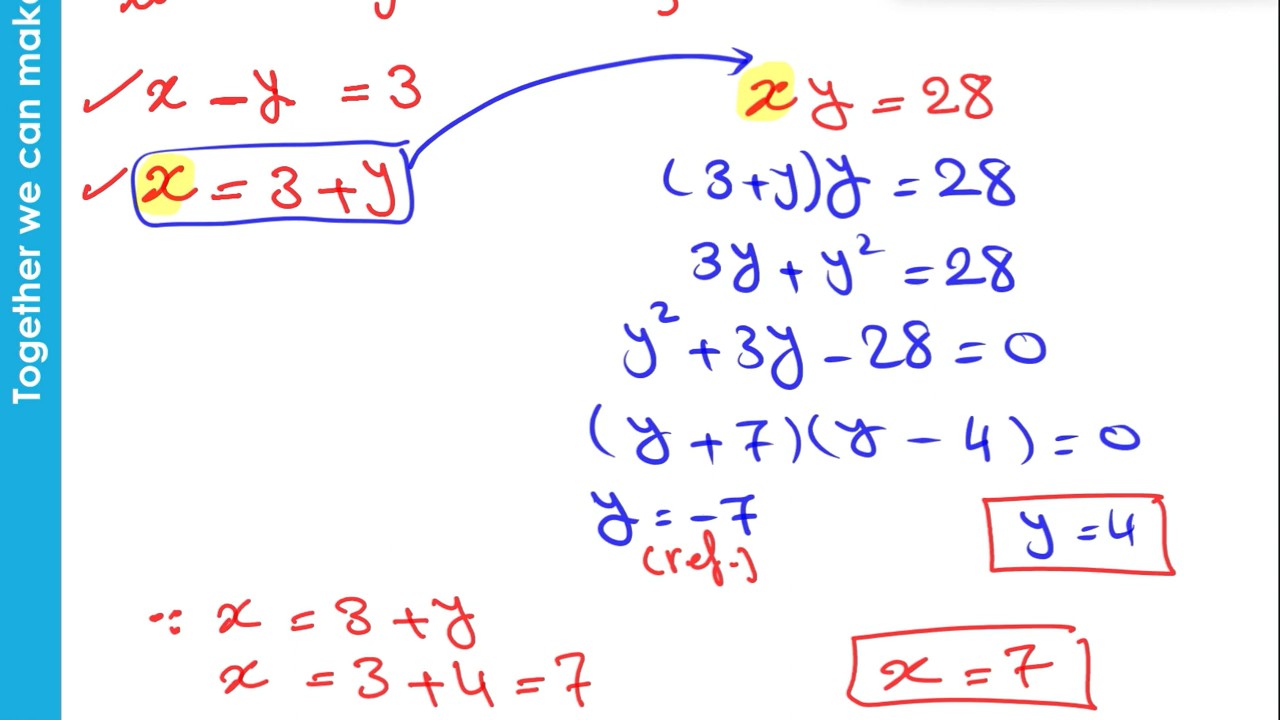 Together we can make
x - y = 3
x = 3 + y
xy = 28
(3+y)y = 28
3y + y² = 28
y² + 3y - 28 = 0
(y + 7)(y - 4) = 0
y = -7
(ref.)
y = 4
∵ x = 3 + y
x = 3 + 4 = 7
x = 7